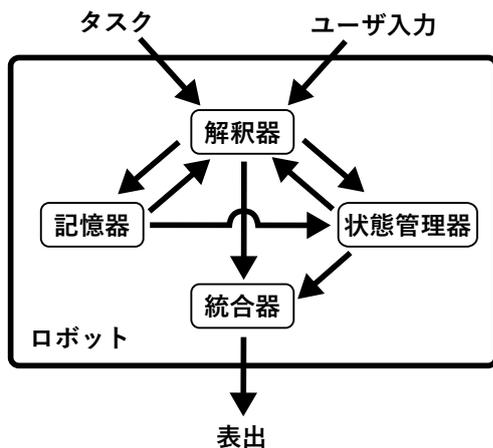 タスク
ユーザ入力
解釈器
記憶器
状態管理器
統合器
ロボット
表出